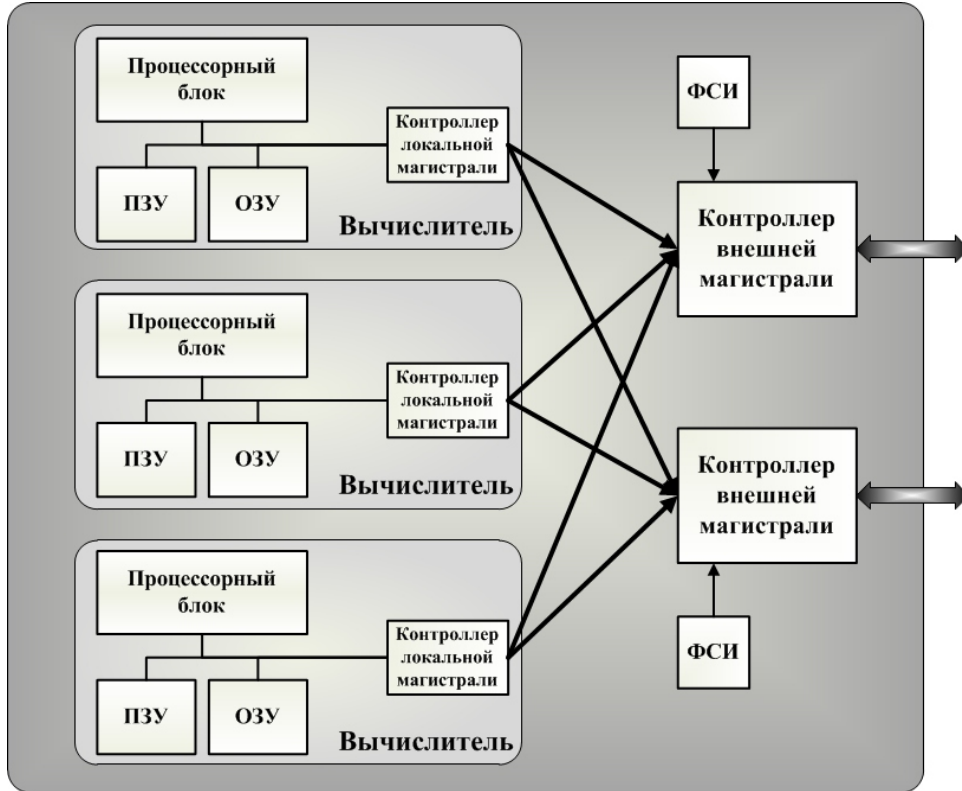 Процессорный
блок
Контроллер
локальной
магистрали
ПЗУ
ОЗУ
Вычислитель
Процессорный
блок
Контроллер
локальной
магистрали
ПЗУ
ОЗУ
Вычислитель
Процессорный
блок
Контроллер
локальной
магистрали
ПЗУ
ОЗУ
Вычислитель
ФСИ
Контроллер
внешней
магистрали
Контроллер
внешней
магистрали
ФСИ